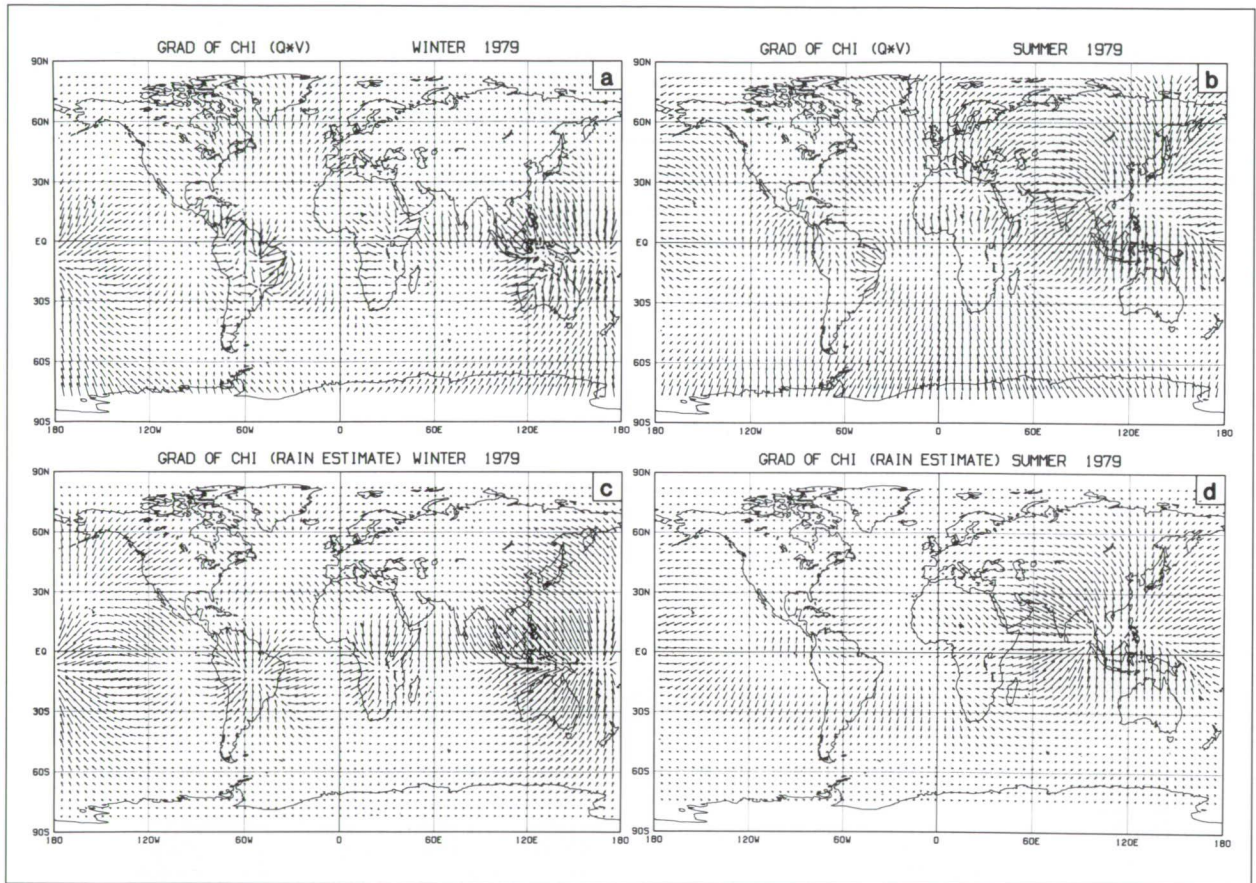 GRAD OF CHI (Q*V) WINTER 1979
a
90N
60N
30N
EQ
30S
60S
90S
180 120W 60W 0 60E 120E 180
GRAD OF CHI (Q*V) SUMMER 1979
b
90N
60N
30N
EQ
30S
60S
90S
180 120W 60W 0 60E 120E 180
GRAD OF CHI (RAIN ESTIMATE) WINTER 1979
c
90N
60N
30N
EQ
30S
60S
90S
180 120W 60W 0 60E 120E 180
GRAD OF CHI (RAIN ESTIMATE) SUMMER 1979
d
90N
60N
30N
EQ
30S
60S
90S
180 120W 60W 0 60E 120E 180